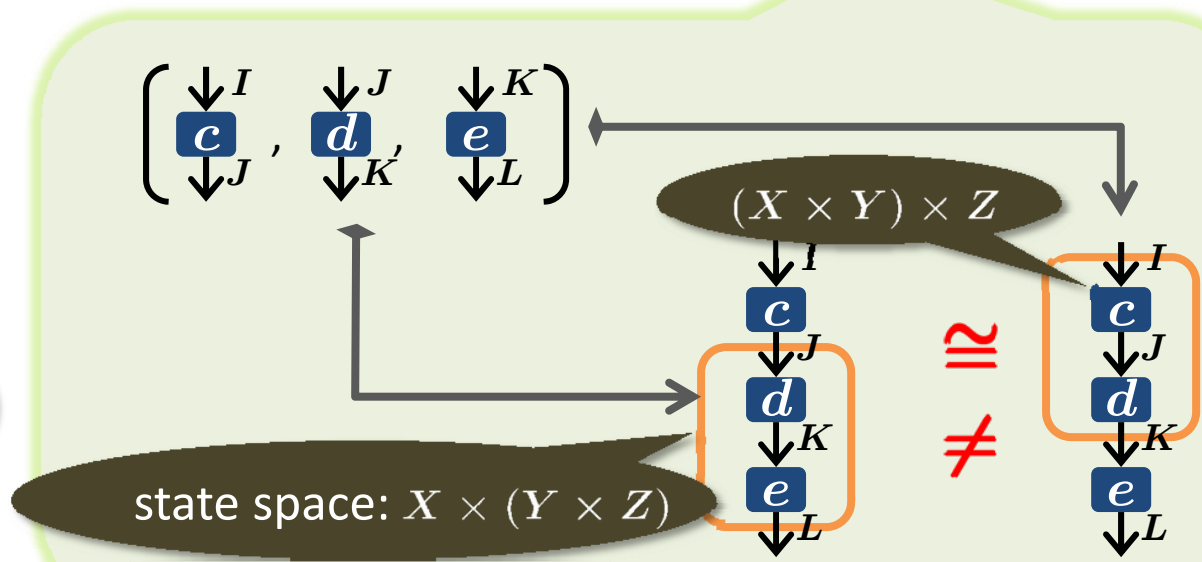 I J K
c , d , e
J K L
(X × Y) × Z
I I
c c
≅
J J
d d
K ≠ K
state space: X × (Y × Z)
e e
L L